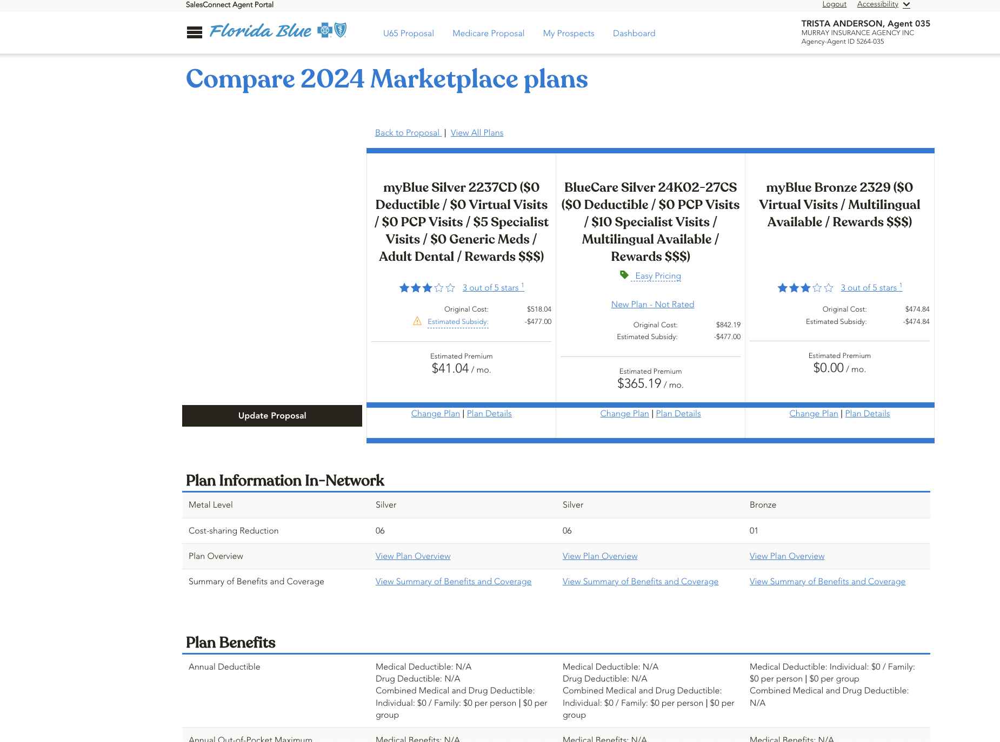 SalesConnect Agent Portal
Logout Accessibility
Florida Blue
U65 Proposal Medicare Proposal My Prospects Dashboard
TRISTA ANDERSON, Agent 035
MURRAY INSURANCE AGENCY INC
Agency-Agent ID 5264-035
Compare 2024 Marketplace plans
Back to Proposal | View All Plans
myBlue Silver 2237CD ($0
Deductible / $0 Virtual Visits
/ $0 PCP Visits / $5 Specialist
Visits / $0 Generic Meds /
Adult Dental / Rewards $$$)
3 out of 5 stars 1
Original Cost: $518.04
Estimated Subsidy: -$477.00
Estimated Premium
$41.04 / mo.
BlueCare Silver 24K02-27CS
($0 Deductible / $0 PCP Visits
/ $10 Specialist Visits /
Multilingual Available /
Rewards $$$)
Easy Pricing
New Plan - Not Rated
Original Cost: $842.19
Estimated Subsidy: -$477.00
Estimated Premium
$365.19 / mo.
myBlue Bronze 2329 ($0
Virtual Visits / Multilingual
Available / Rewards $$$)
3 out of 5 stars 1
Original Cost: $474.84
Estimated Subsidy: -$474.84
Estimated Premium
$0.00 / mo.
Update Proposal
Change Plan | Plan Details
Change Plan | Plan Details
Change Plan | Plan Details
Plan Information In-Network
Metal Level Silver Silver Bronze
Cost-sharing Reduction 06 06 01
Plan Overview View Plan Overview View Plan Overview View Plan Overview
Summary of Benefits and Coverage View Summary of Benefits and Coverage View Summary of Benefits and Coverage View Summary of Benefits and Coverage
Plan Benefits
Annual Deductible
Medical Deductible: N/A
Drug Deductible: N/A
Combined Medical and Drug Deductible:
Individual: $0 / Family: $0 per person | $0 per
group
Medical Deductible: N/A
Drug Deductible: N/A
Combined Medical and Drug Deductible:
Individual: $0 / Family: $0 per person | $0 per
group
Medical Deductible: Individual: $0 / Family:
$0 per person | $0 per group
Combined Medical and Drug Deductible:
N/A
Annual Out-of-Pocket Maximum Medical Benefits: N/A Medical Benefits: N/A Medical Benefits: N/A